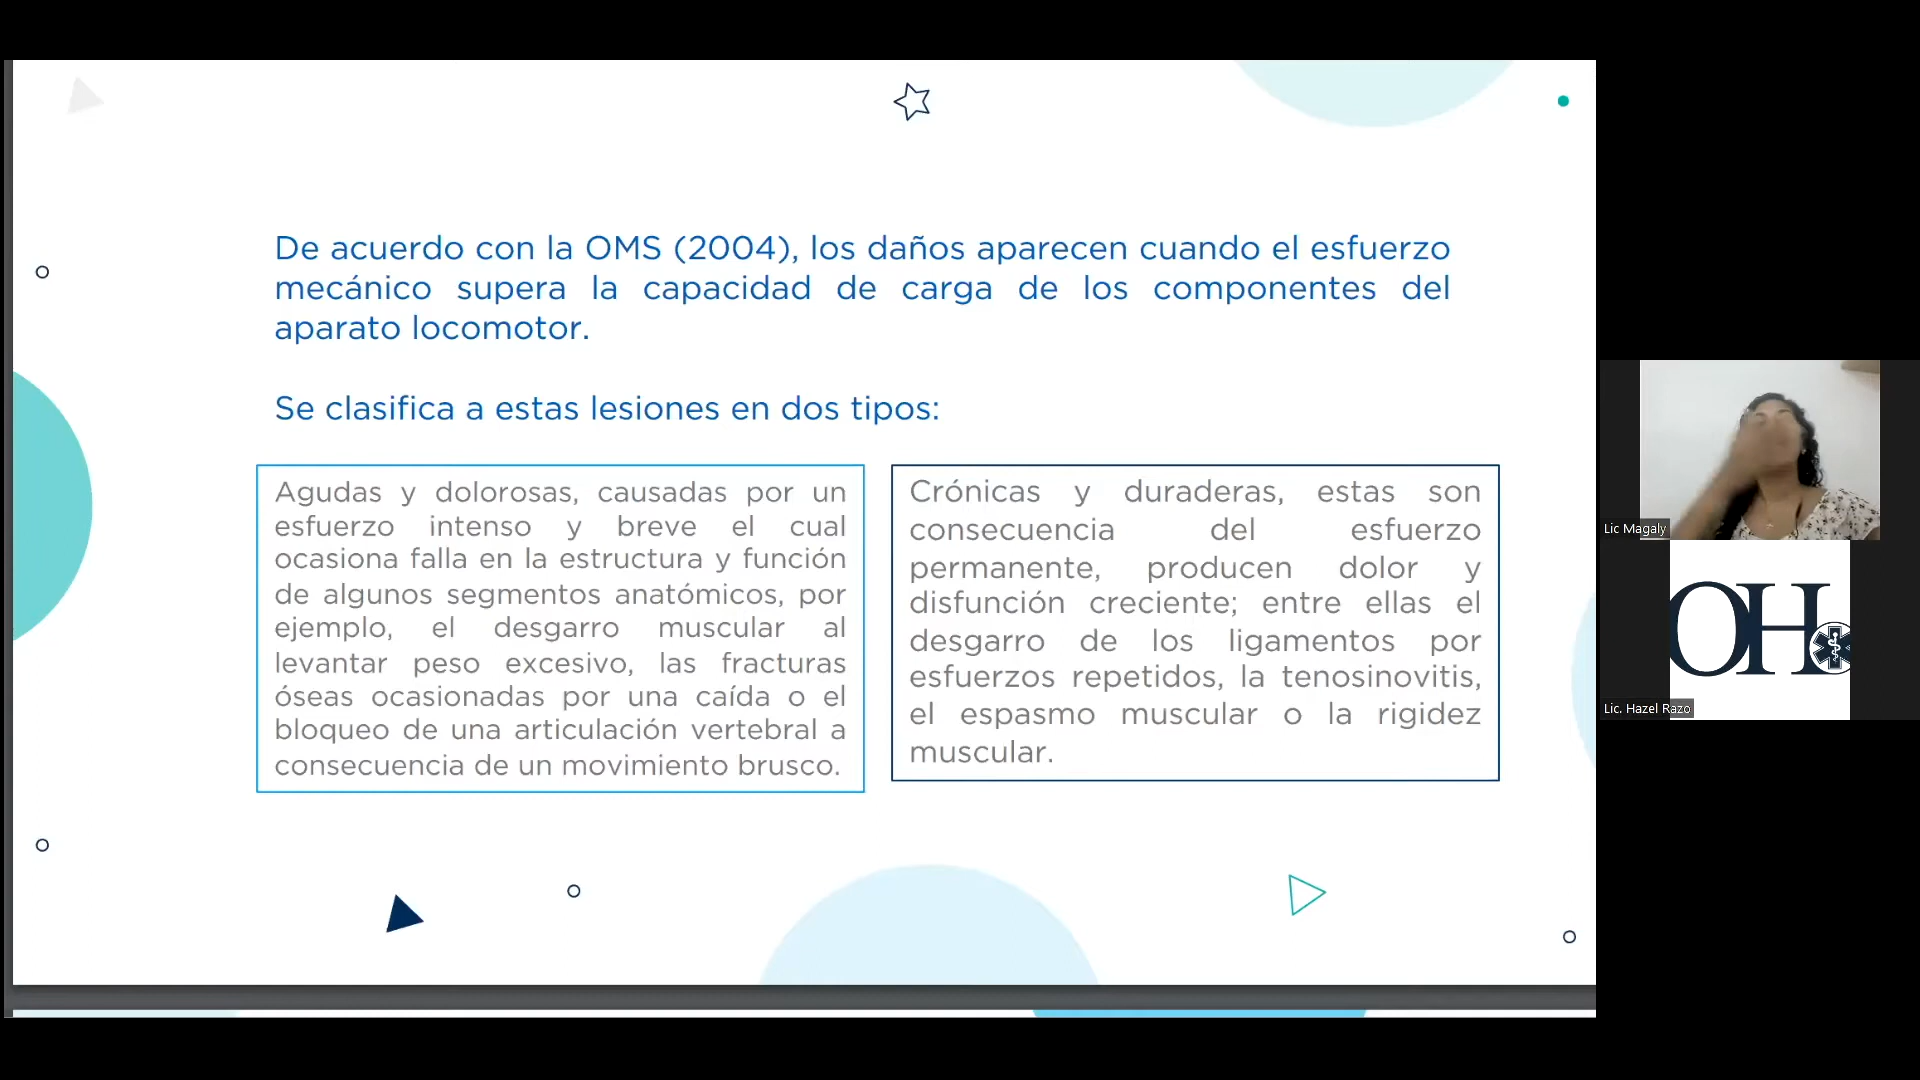 De acuerdo con la OMS (2004), los daños aparecen cuando el esfuerzo
mecánico supera la capacidad de carga de los componentes del
aparato locomotor.
Se clasifica a estas lesiones en dos tipos:
Agudas y dolorosas, causadas por un
esfuerzo intenso y breve el cual
ocasiona falla en la estructura y función
de algunos segmentos anatómicos, por
ejemplo, el desgarro muscular al
levantar peso excesivo, las fracturas
óseas ocasionadas por una caída o el
bloqueo de una articulación vertebral a
consecuencia de un movimiento brusco.
Crónicas y duraderas, estas son
consecuencia del esfuerzo
permanente, producen dolor y
disfunción creciente; entre ellas el
desgarro de los ligamentos por
esfuerzos repetidos, la tenosinovitis,
el espasmo muscular o la rigidez
muscular.
Lic Magaly
OH
Lic. Hazel Razo